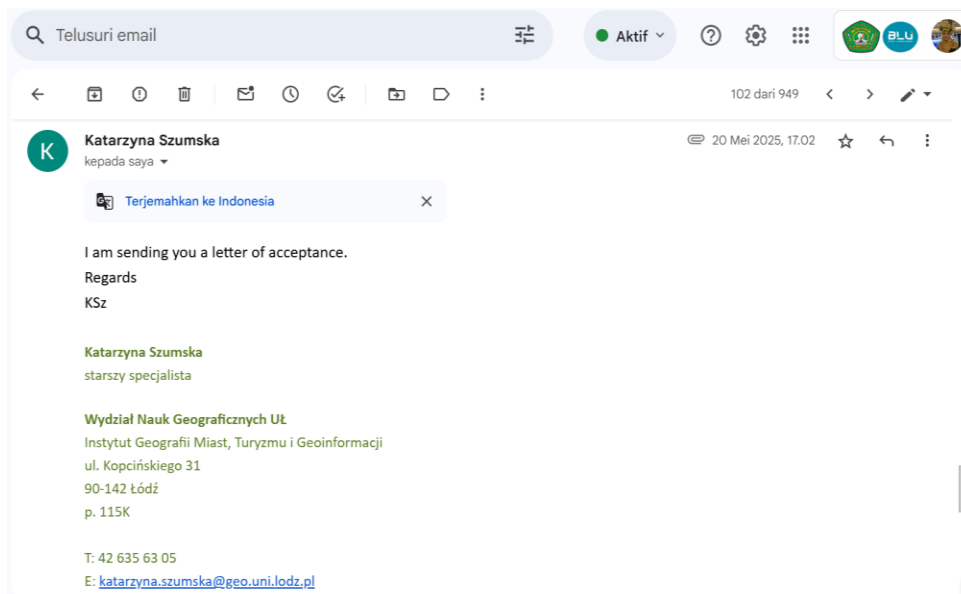 Telusuri email
Aktif
BLU
102 dari 949
K
Katarzyna Szumska
20 Mei 2025, 17.02
kepada saya
Terjemahkan ke Indonesia
I am sending you a letter of acceptance.
Regards
KSz
Katarzyna Szumska
starszy specjalista
Wydział Nauk Geograficznych UŁ
Instytut Geografii Miast, Turyzmu i Geoinformacji
ul. Kopcińskiego 31
90-142 Łódź
p. 115K
T: 42 635 63 05
E: katarzyna.szumska@geo.uni.lodz.pl